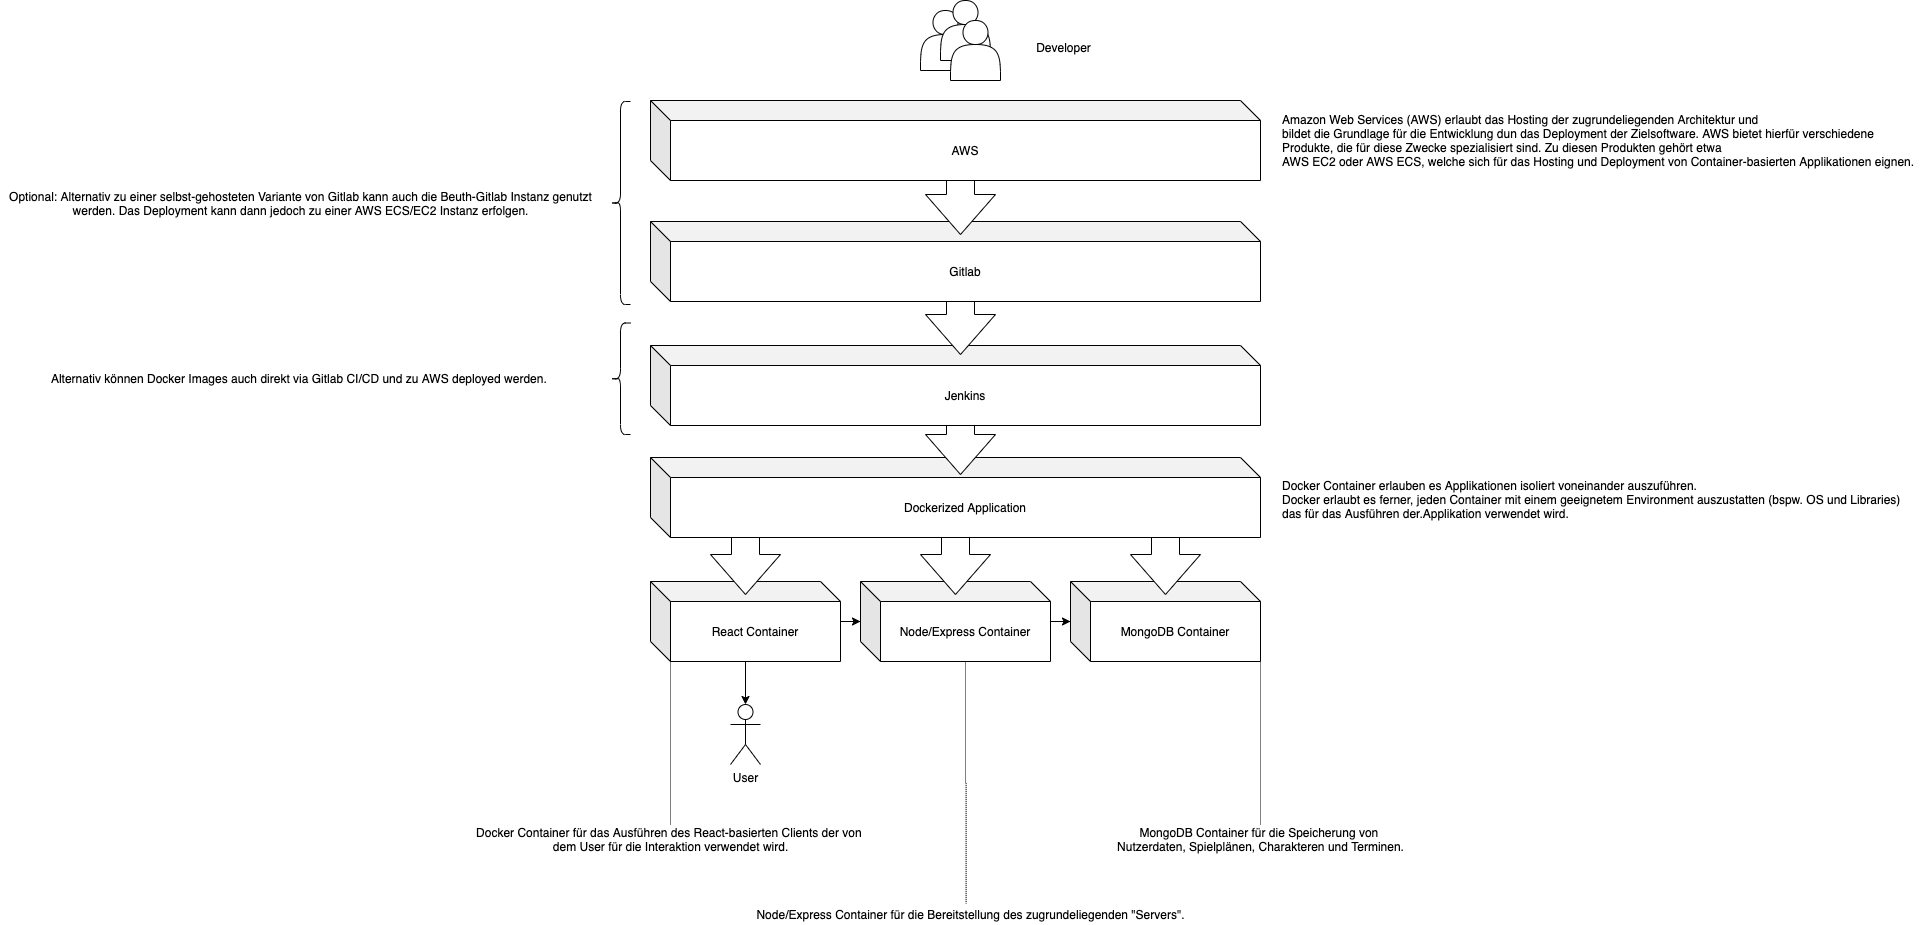 Developer
Amazon Web Services (AWS) erlaubt das Hosting der zugrundeliegenden Architektur und
bildet die Grundlage für die Entwicklung dun das Deployment der Zielsoftware. AWS bietet hierfür verschiedene
Produkte, die für diese Zwecke spezialisiert sind. Zu diesen Produkten gehört etwa
AWS EC2 oder AWS ECS, welche sich für das Hosting und Deployment von Container-basierten Applikationen eignen.
AWS
Optional: Alternativ zu einer selbst-gehosteten Variante von Gitlab kann auch die Beuth-Gitlab Instanz genutzt
werden. Das Deployment kann dann jedoch zu einer AWS ECS/EC2 Instanz erfolgen.
Gitlab
Alternativ können Docker Images auch direkt via Gitlab CI/CD und zu AWS deployed werden.
Jenkins
Docker Container erlauben es Applikationen isoliert voneinander auszuführen.
Docker erlaubt es ferner, jeden Container mit einem geeignetem Environment auszustatten (bspw. OS und Libraries)
das für das Ausführen der.Applikation verwendet wird.
Dockerized Application
React Container
Node/Express Container
MongoDB Container
User
Docker Container für das Ausführen des React-basierten Clients der von
dem User für die Interaktion verwendet wird.
MongoDB Container für die Speicherung von
Nutzerdaten, Spielplänen, Charakteren und Terminen.
Node/Express Container für die Bereitstellung des zugrundeliegenden "Servers".